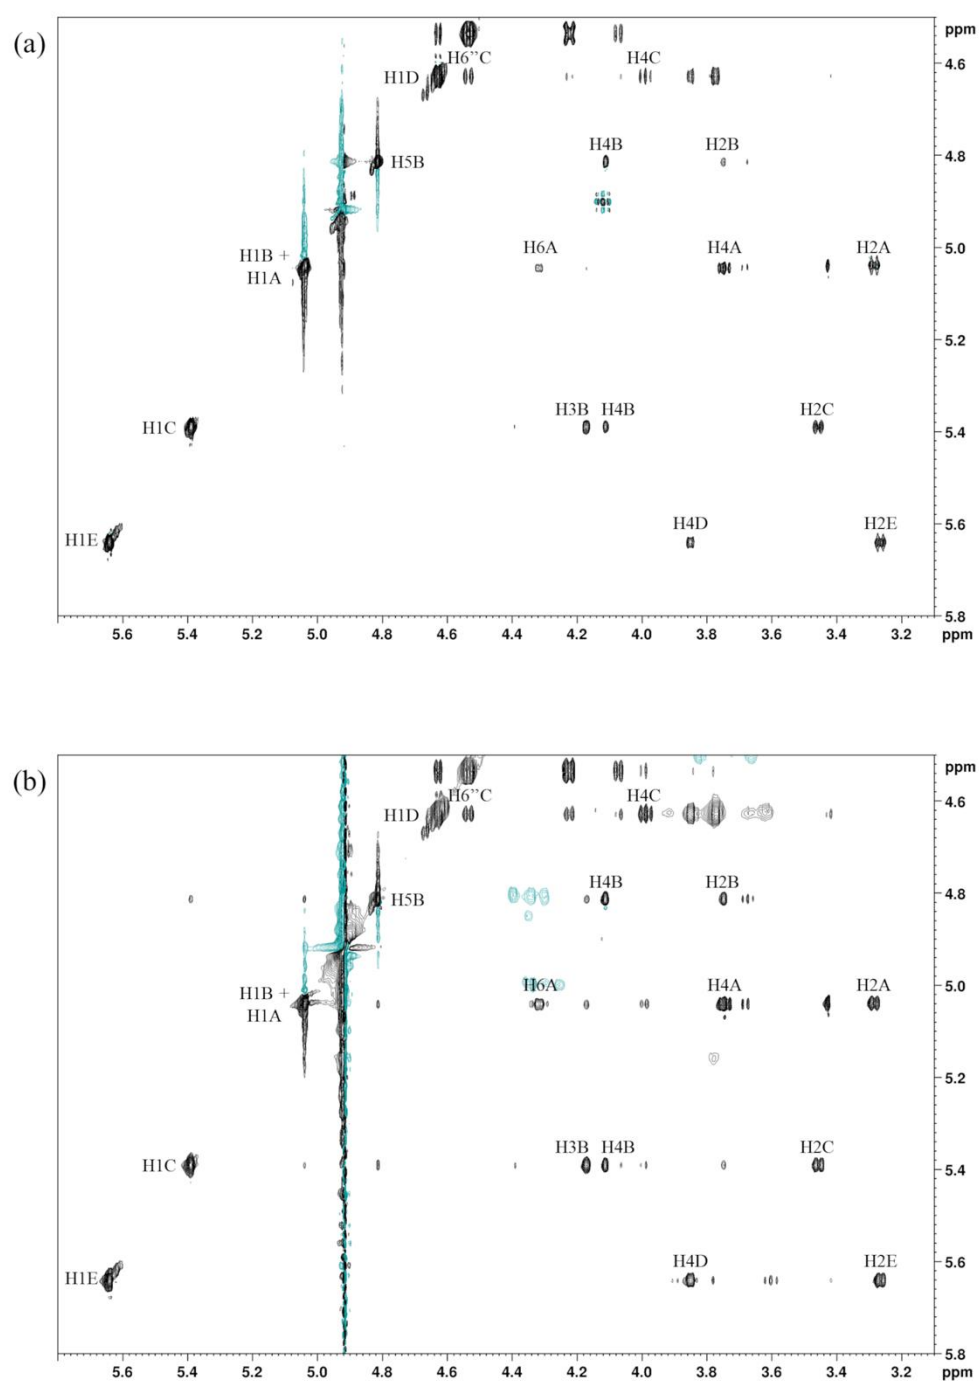 (a)
ppm
H6”C
H4C
H1D
4.6
H4B
H2B
H5B
4.8
H6A
H4A
H2A
H1B +
H1A
5.0
5.2
H3B
H4B
H2C
H1C
5.4
H4D
H2E
H1E
5.6
5.8
5.6 5.4 5.2 5.0 4.8 4.6 4.4 4.2 4.0 3.8 3.6 3.4 3.2 ppm
(b)
ppm
H6”C
H4C
H1D
4.6
H4B
H2B
H5B
4.8
H6A
H4A
H2A
H1B +
H1A
5.0
5.2
H3B
H4B
H2C
H1C
5.4
H4D
H2E
H1E
5.6
5.8
5.6 5.4 5.2 5.0 4.8 4.6 4.4 4.2 4.0 3.8 3.6 3.4 3.2 ppm